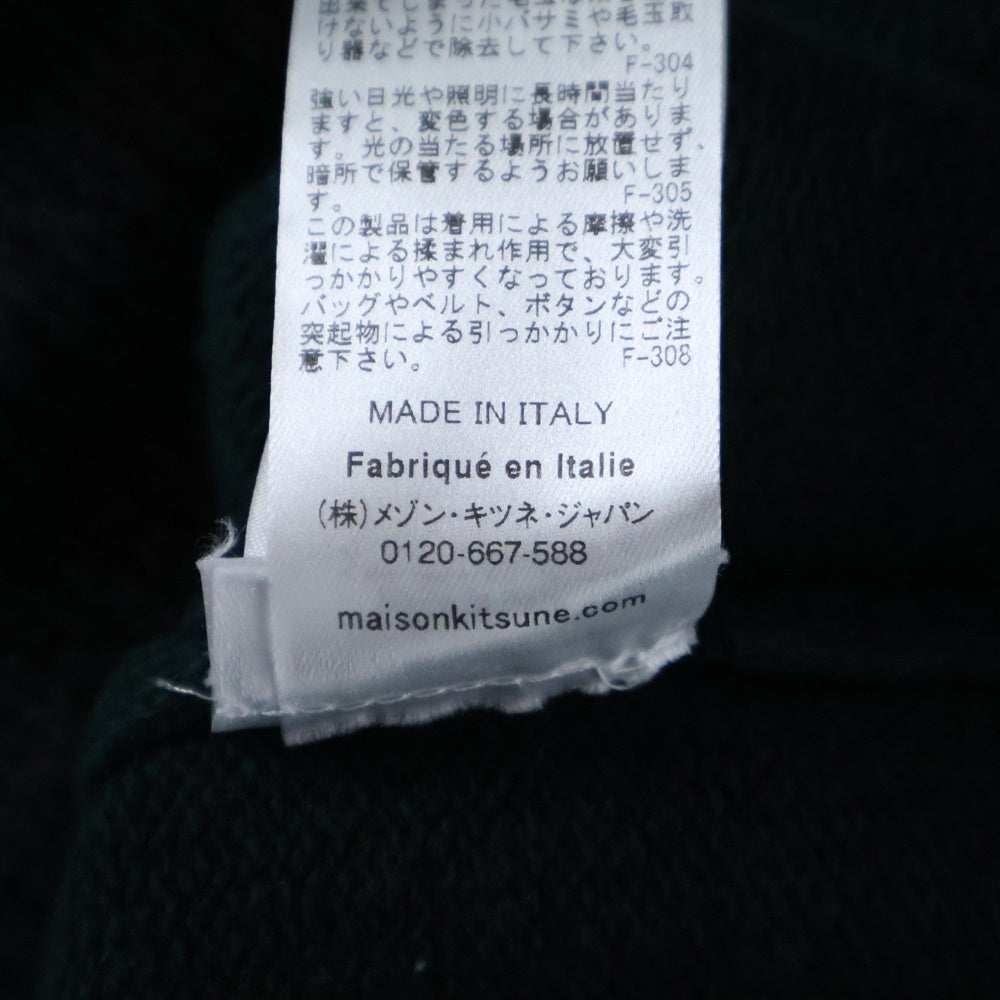 けないように小バサミや毛玉取
り器などで除去して下さい。
F-304
強い日光や照明に長時間当たり
ますと、変色する場合がありま
す。光の当たる場所に放置せず、
暗所で保管するようお願いしま
す。
F-305
この製品は着用による摩擦や洗
濯による揉まれ作用で、大変引
っかかりやすくなっております。
バッグやベルト、ボタンなどの
突起物による引っかかりにご注
意下さい。
F-308
MADE IN ITALY
Fabriqué en Italie
(株)メゾン・キツネ・ジャパン
0120-667-588
maisonkitsune.com